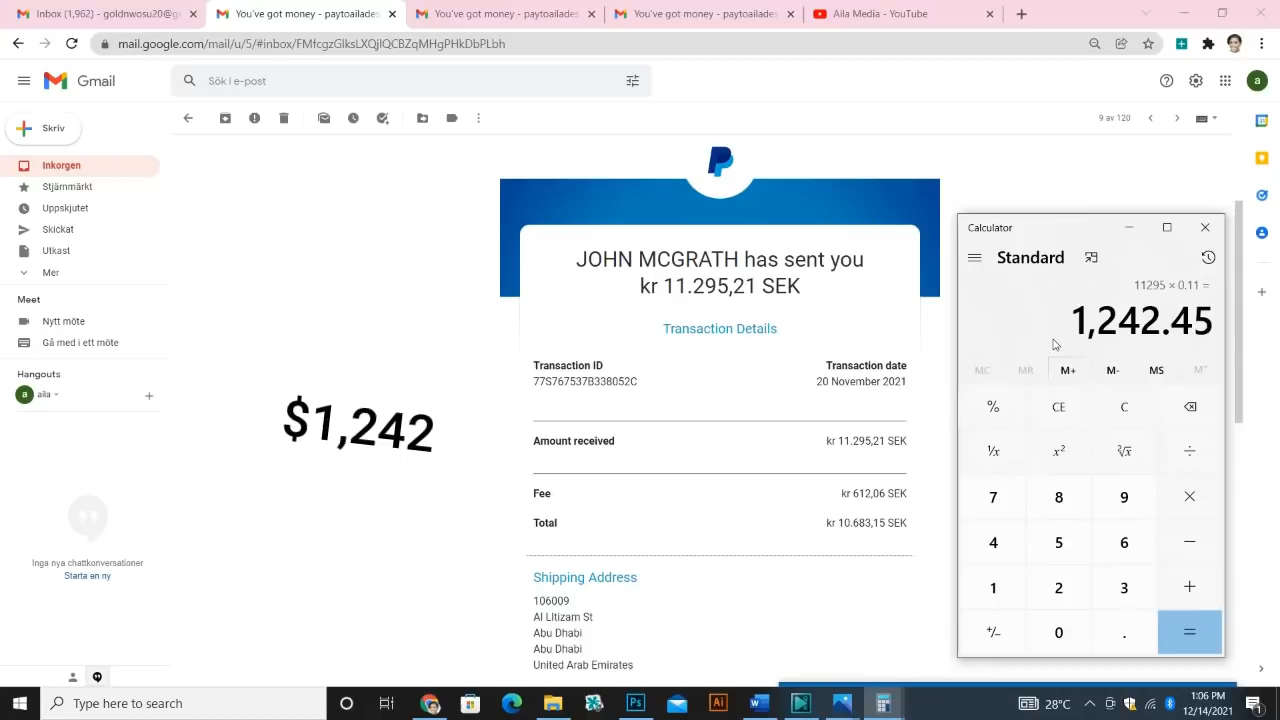 Inbox (1,962) - goldnwosu20@g
You've got money - paytoailades
You've got money - paytoailades
You've got money - paytoailades
Aila Media - YouTube
mail.google.com/mail/u/5/#inbox/FMfcgzGlksLXQjlQCBZqMHgPHkDbFLbh
Gmail
Sök i e-post
Skriv
9 av 120
Inkorgen
Stjärnmärkt
Uppskjutet
Skickat
Utkast
Mer
Meet
Nytt möte
Gå med i ett möte
Hangouts
a
aila
Inga nya chattkonversationer
Starta en ny
$1,242
JOHN MCGRATH has sent you
kr 11.295,21 SEK
Transaction Details
Transaction ID
Transaction date
77S767537B338052C
20 November 2021
Amount received
kr 11.295,21 SEK
Fee
kr 612,06 SEK
Total
kr 10.683,15 SEK
Shipping Address
106009
Al Ltizam St
Abu Dhabi
Abu Dhabi
United Arab Emirates
Calculator
Standard
11295 × 0.11 =
1,242.45
MC MR M+ M- MS M˅
% CE C
¹/x x² ²√x ÷
7 8 9 ×
4 5 6 −
1 2 3 +
+/− 0 . =
Type here to search
28°C
1:06 PM
12/14/2021